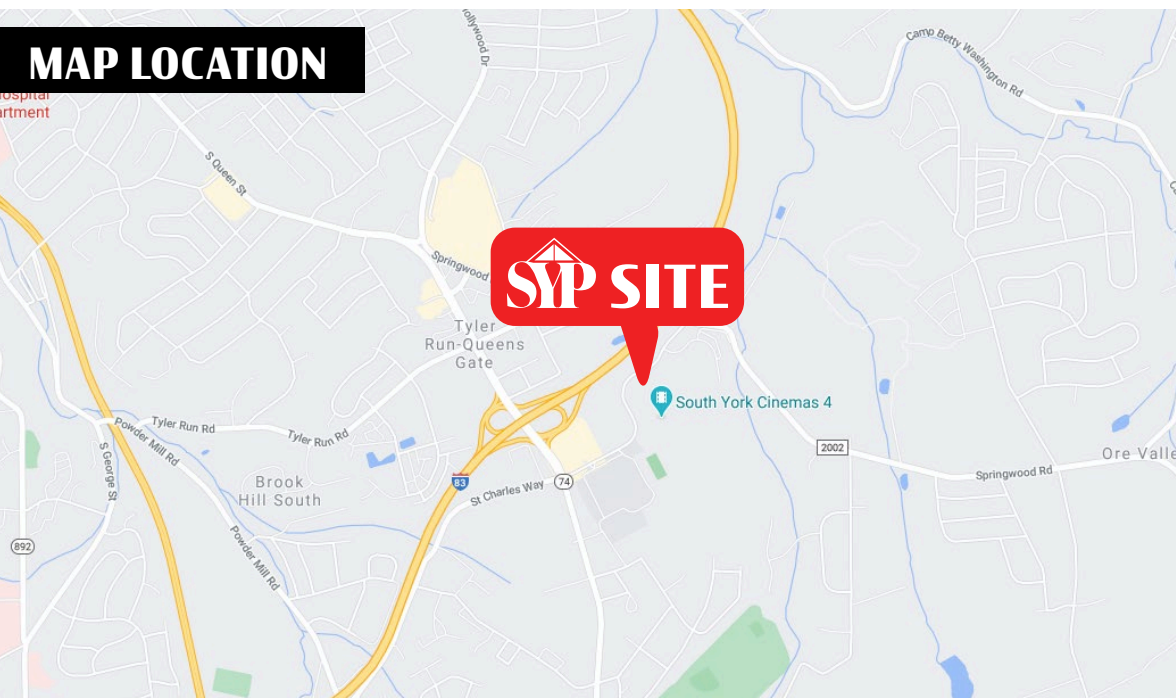 MAP LOCATION
ollywood Dr
Camp Betty Washington Rd
ospital
artment
S Queen St
Springwood
SYP SITE
Tyler
Run-Queens
Gate
South York Cinemas 4
Tyler Run Rd
Tyler Run Rd
Powder Mill Rd
S George St
2002
Ore Valle
Springwood Rd
Brook
Hill South
83
St Charles Way
74
892
Powder Mill Rd